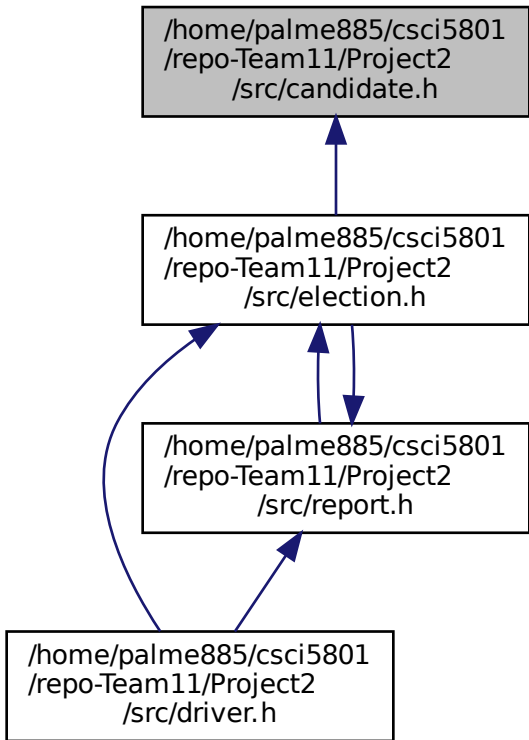 /home/palme885/csci5801
/repo-Team11/Project2
/src/candidate.h
/home/palme885/csci5801
/repo-Team11/Project2
/src/election.h
/home/palme885/csci5801
/repo-Team11/Project2
/src/report.h
/home/palme885/csci5801
/repo-Team11/Project2
/src/driver.h